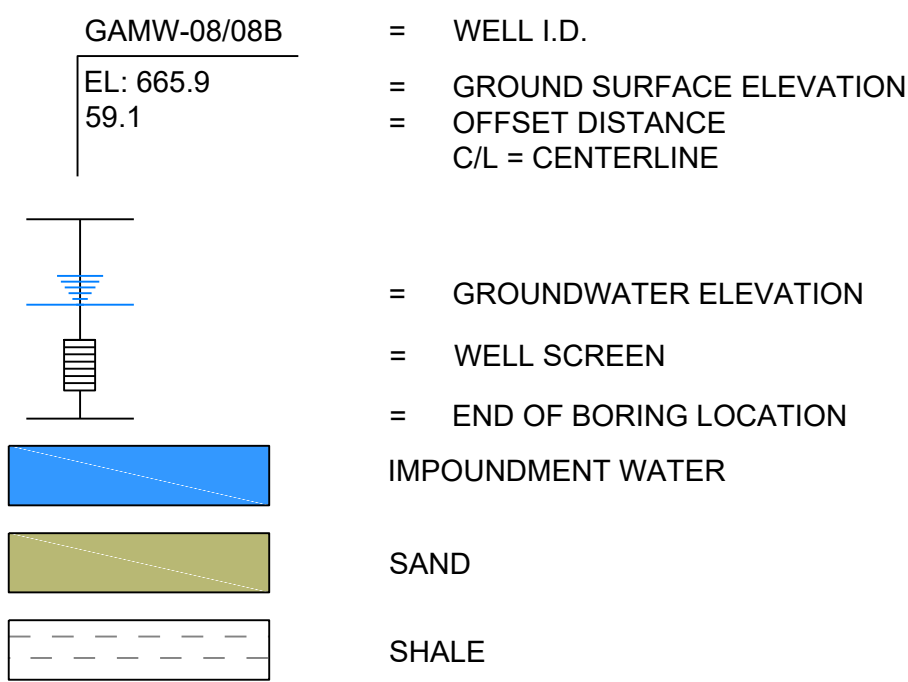 GAMW-08/08B = WELL I.D.
EL: 665.9 = GROUND SURFACE ELEVATION
59.1 = OFFSET DISTANCE
C/L = CENTERLINE
= GROUNDWATER ELEVATION
= WELL SCREEN
= END OF BORING LOCATION
IMPOUNDMENT WATER
SAND
SHALE